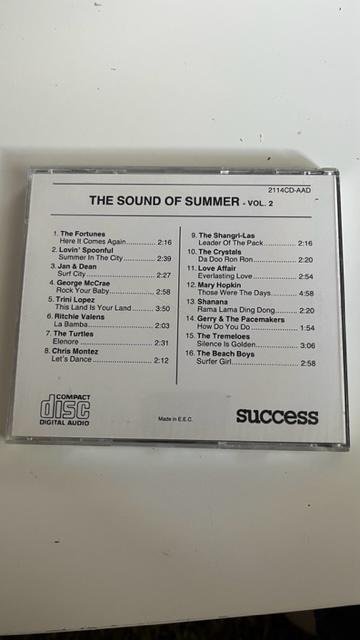 2114CD-AAD
THE SOUND OF SUMMER - VOL. 2
1. The Fortunes
Here It Comes Again............ 2:16
2. Lovin' Spoonful
Summer In The City ............ 2:39
3. Jan & Dean
Surf City ............ 2:27
4. George McCrae
Rock Your Baby............ 2:58
5. Trini Lopez
This Land Is Your Land ........ 3:50
6. Ritchie Valens
La Bamba............ 2:03
7. The Turtles
Elenore ............ 2:31
8. Chris Montez
Let's Dance ............ 2:12
9. The Shangri-Las
Leader Of The Pack............ 2:16
10. The Crystals
Da Doo Ron Ron............ 2:20
11. Love Affair
Everlasting Love............ 2:54
12. Mary Hopkin
Those Were The Days........ 4:58
13. Shanana
Rama Lama Ding Dong....... 2:20
14. Gerry & The Pacemakers
How Do You Do ............ 1:54
15. The Tremeloes
Silence Is Golden............ 3:06
16. The Beach Boys
Surfer Girl............ 2:58
COMPACT
disc
DIGITAL AUDIO
Made in E.E.C.
success